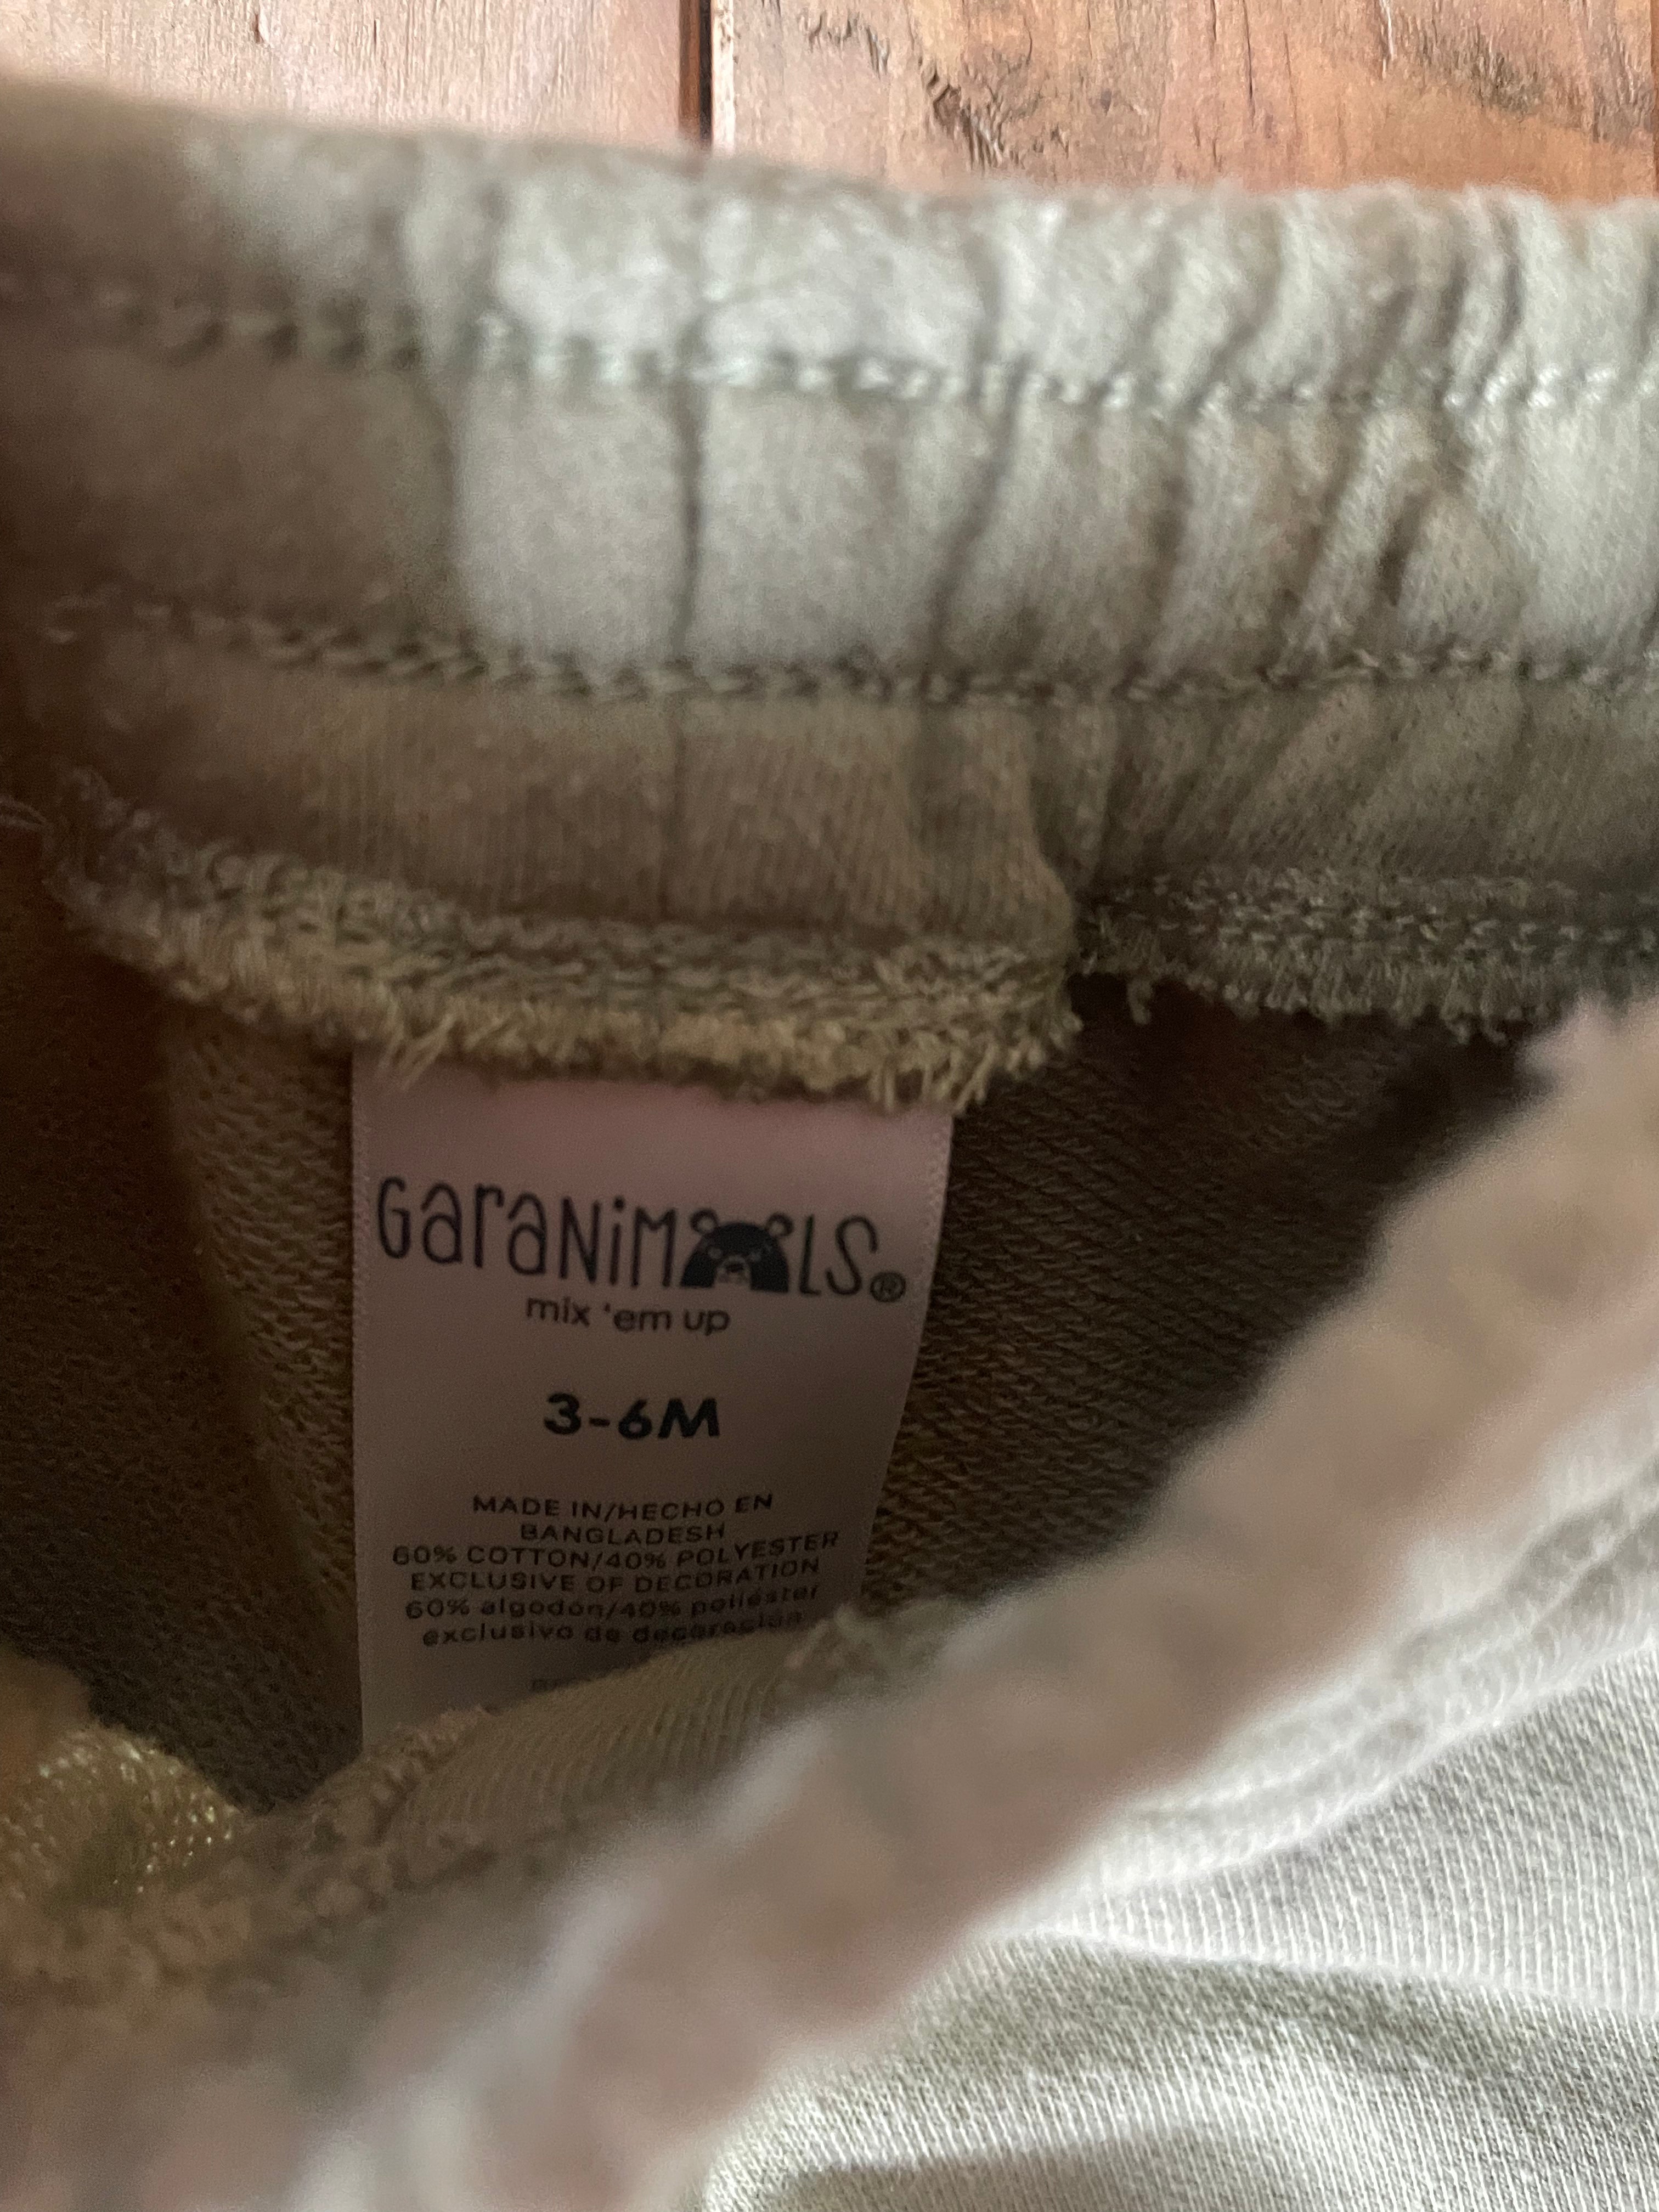 GaraNiMALS®
mix 'em up
3-6M
MADE IN/HECHO EN
BANGLADESH
60% COTTON/40% POLYESTER
EXCLUSIVE OF DECORATION
60% algodón/40% poliéster
exclusivo de decoración